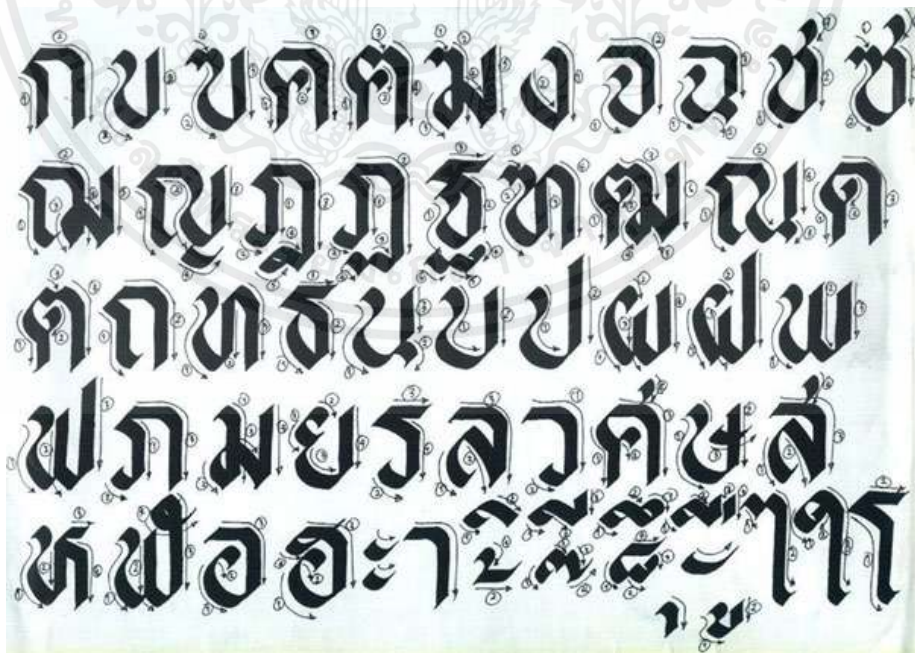 ก ข ฃ ค ฅ ฆ ง จ ฉ ช ซ
ฌ ญ ฎ ฏ ฐ ฑ ฒ ณ ด
ต ถ ท ธ น บ ป ผ ฝ พ
ฟ ภ ม ย ร ล ว ศ ษ ส
ห ฬ อ ฮ ะ า